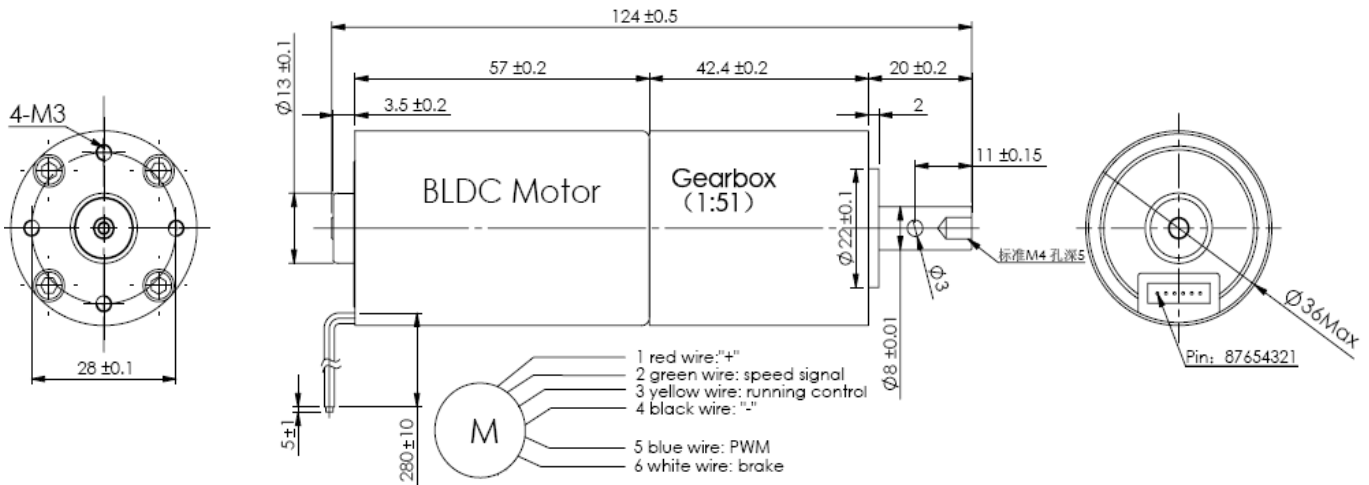 124 ±0.5
57 ±0.2
42.4 ±0.2
20 ±0.2
Ø13 ±0.1
3.5 ±0.2
2
4-M3
11 ±0.15
BLDC Motor
Gearbox
(1:51)
Ø22 ±0.1
标准M4 孔深5
Ø3
Ø36Max
Ø8 ±0.01
Pin: 87654321
28 ±0.1
5±1
280±10
M
1 red wire:"+"
2 green wire: speed signal
3 yellow wire: running control
4 black wire: "-"
5 blue wire: PWM
6 white wire: brake